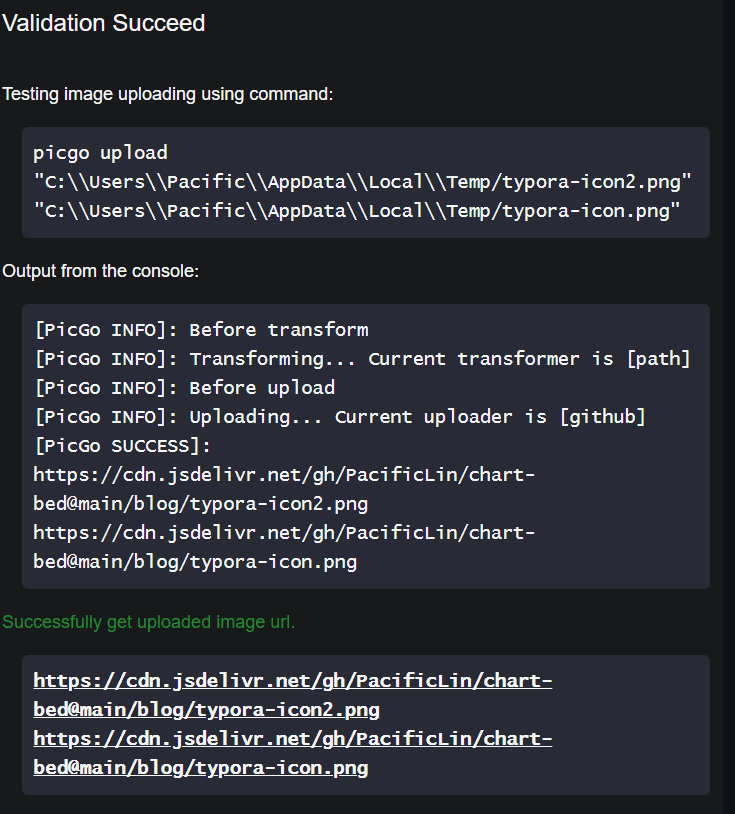 Validation Succeed
Testing image uploading using command:
picgo upload
"C:\\Users\\Pacific\\AppData\\Local\\Temp/typora-icon2.png"
"C:\\Users\\Pacific\\AppData\\Local\\Temp/typora-icon.png"
Output from the console:
[PicGo INFO]: Before transform
[PicGo INFO]: Transforming... Current transformer is [path]
[PicGo INFO]: Before upload
[PicGo INFO]: Uploading... Current uploader is [github]
[PicGo SUCCESS]:
https://cdn.jsdelivr.net/gh/PacificLin/chart-
bed@main/blog/typora-icon2.png
https://cdn.jsdelivr.net/gh/PacificLin/chart-
bed@main/blog/typora-icon.png
Successfully get uploaded image url.
https://cdn.jsdelivr.net/gh/PacificLin/chart-
bed@main/blog/typora-icon2.png
https://cdn.jsdelivr.net/gh/PacificLin/chart-
bed@main/blog/typora-icon.png